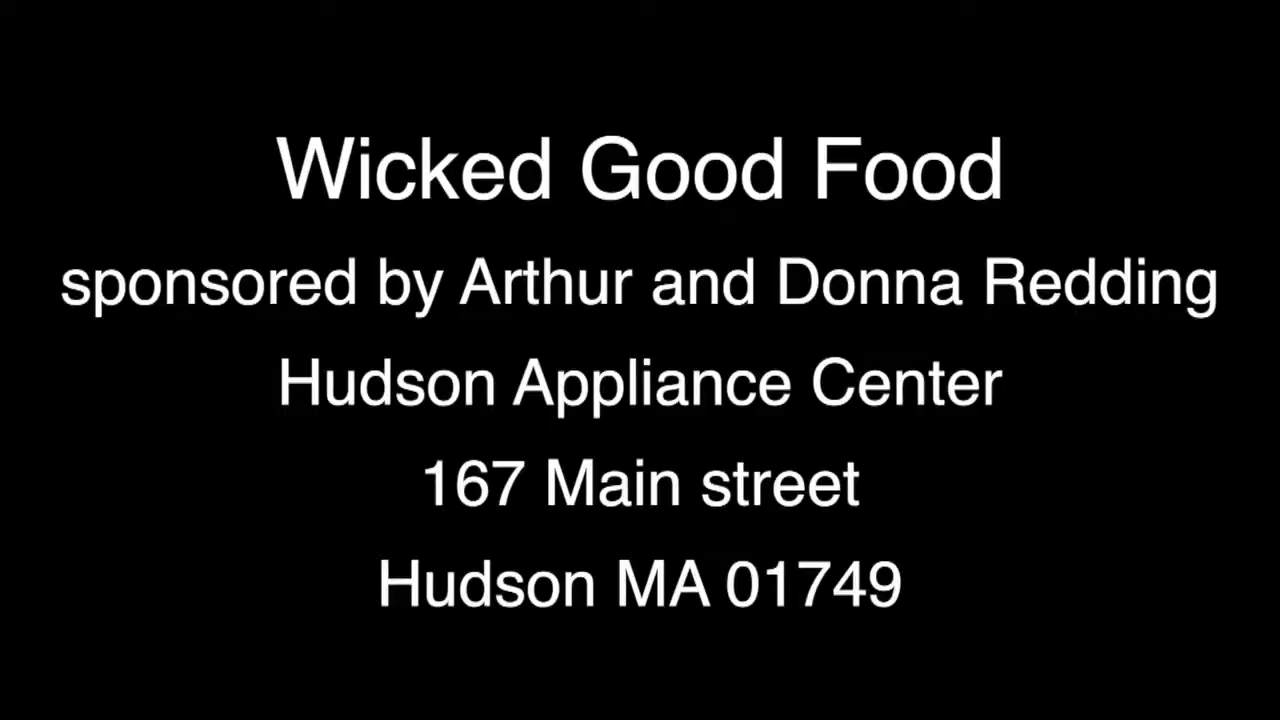 Wicked Good Food
sponsored by Arthur and Donna Redding
Hudson Appliance Center
167 Main street
Hudson MA 01749